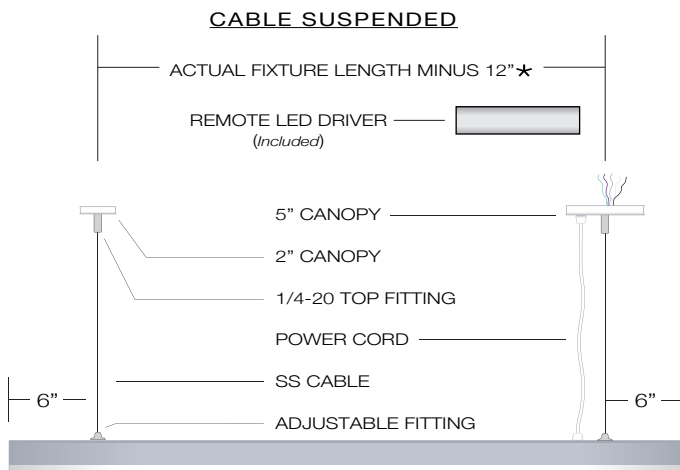 CABLE SUSPENDED
ACTUAL FIXTURE LENGTH MINUS 12”*
REMOTE LED DRIVER
(Included)
5” CANOPY
2” CANOPY
1/4-20 TOP FITTING
POWER CORD
SS CABLE
6”
6”
ADJUSTABLE FITTING